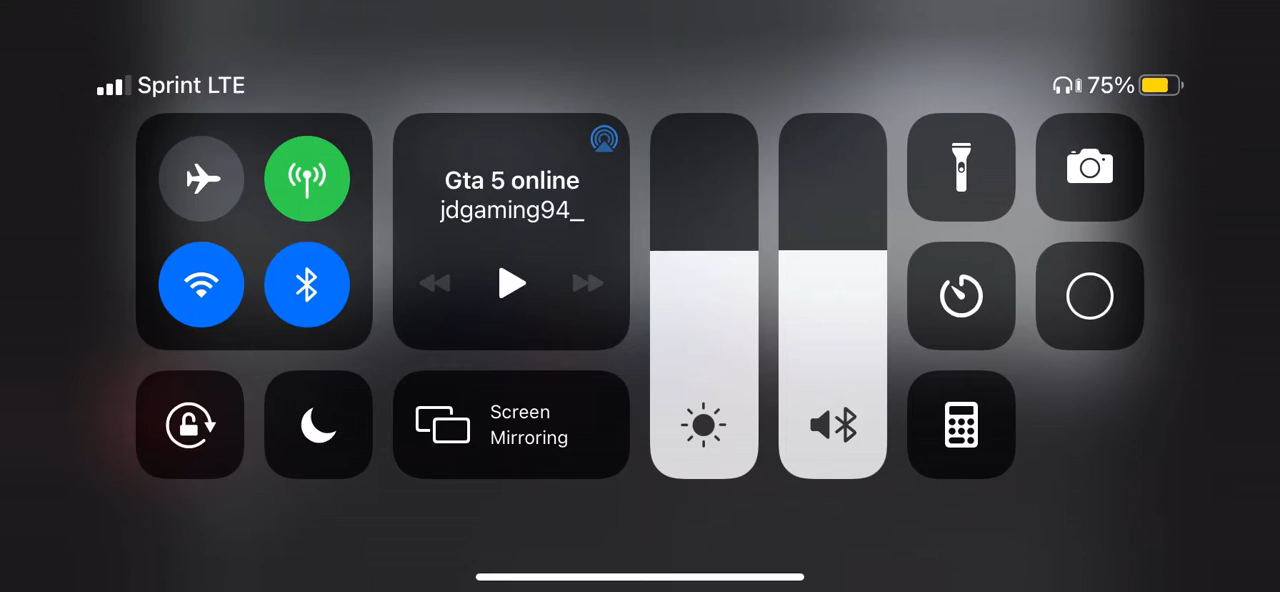 Sprint LTE
75%
Gta 5 online
jdgaming94_
Screen
Mirroring